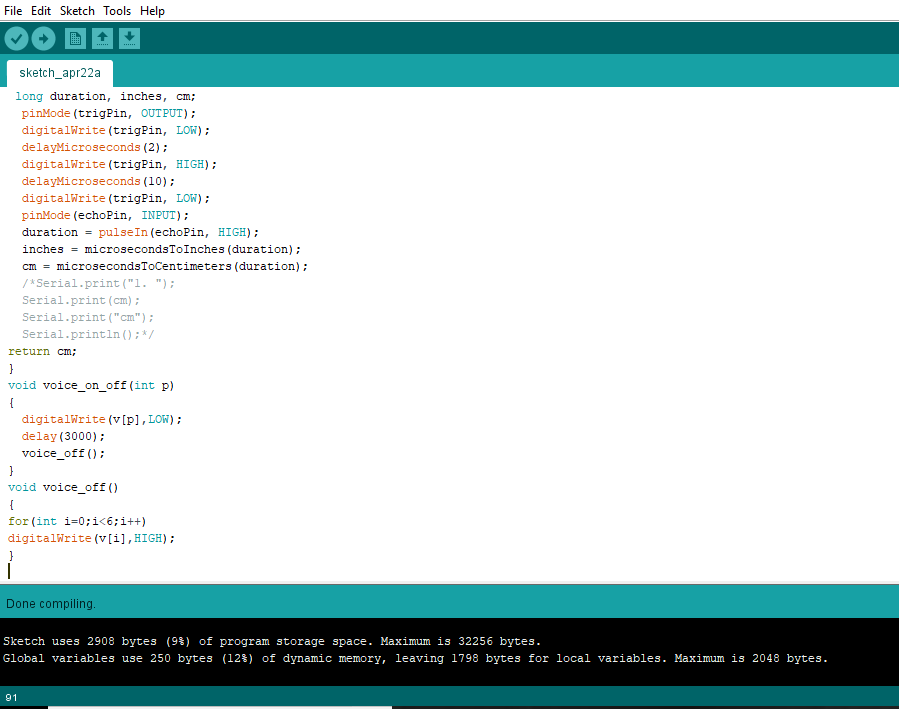 File Edit Sketch Tools Help
sketch_apr22a
long duration, inches, cm;
pinMode(trigPin, OUTPUT);
digitalWrite(trigPin, LOW);
delayMicroseconds(2);
digitalWrite(trigPin, HIGH);
delayMicroseconds(10);
digitalWrite(trigPin, LOW);
pinMode(echoPin, INPUT);
duration = pulseIn(echoPin, HIGH);
inches = microsecondsToInches(duration);
cm = microsecondsToCentimeters(duration);
/*Serial.print("1. ");
Serial.print(cm);
Serial.print("cm");
Serial.println();*/
return cm;
}
void voice_on_off(int p)
{
digitalWrite(v[p],LOW);
delay(3000);
voice_off();
}
void voice_off()
{
for(int i=0;i<6;i++)
digitalWrite(v[i],HIGH);
}
Done compiling.
Sketch uses 2908 bytes (9%) of program storage space. Maximum is 32256 bytes.
Global variables use 250 bytes (12%) of dynamic memory, leaving 1798 bytes for local variables. Maximum is 2048 bytes.
91